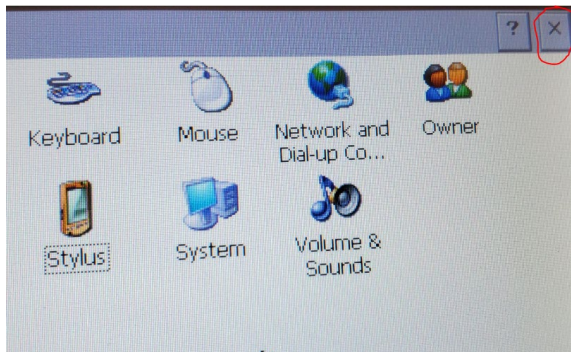 ? ×
Keyboard Mouse Network and Owner
Dial-up Co...
Stylus System Volume &
Sounds